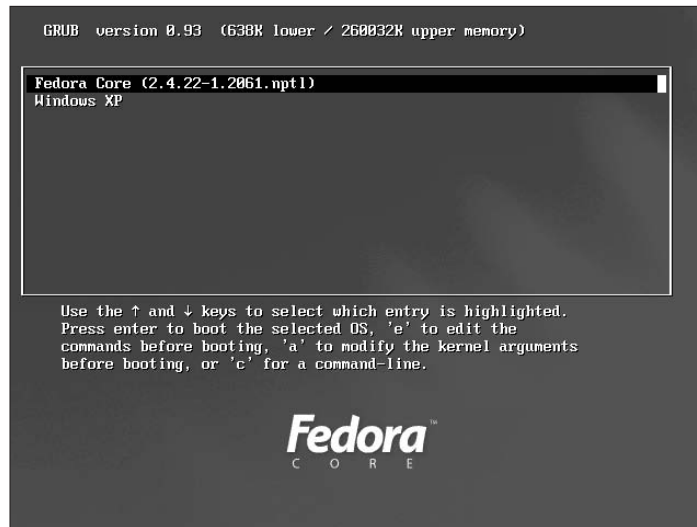 GRUB version 0.93 (638K lower / 260032K upper memory)
Fedora Core (2.4.22-1.2061.nptl)
Windows XP
Use the ↑ and ↓ keys to select which entry is highlighted.
Press enter to boot the selected OS, 'e' to edit the
commands before booting, 'a' to modify the kernel arguments
before booting, or 'c' for a command-line.
Fedora™
CORE